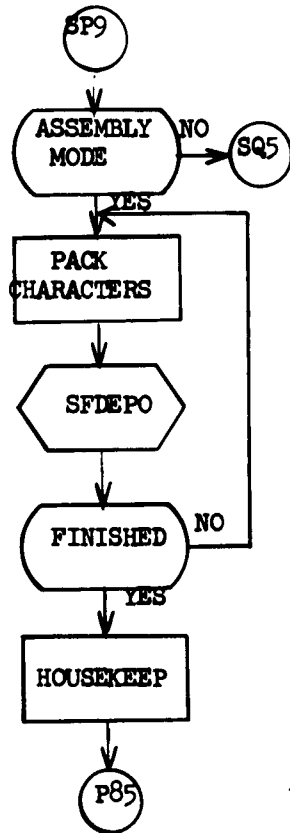 SP9
ASSEMBLY
MODE
NO
SQ5
YES
PACK
CHARACTERS
SFDEPO
FINISHED
NO
YES
HOUSEKEEP
P85